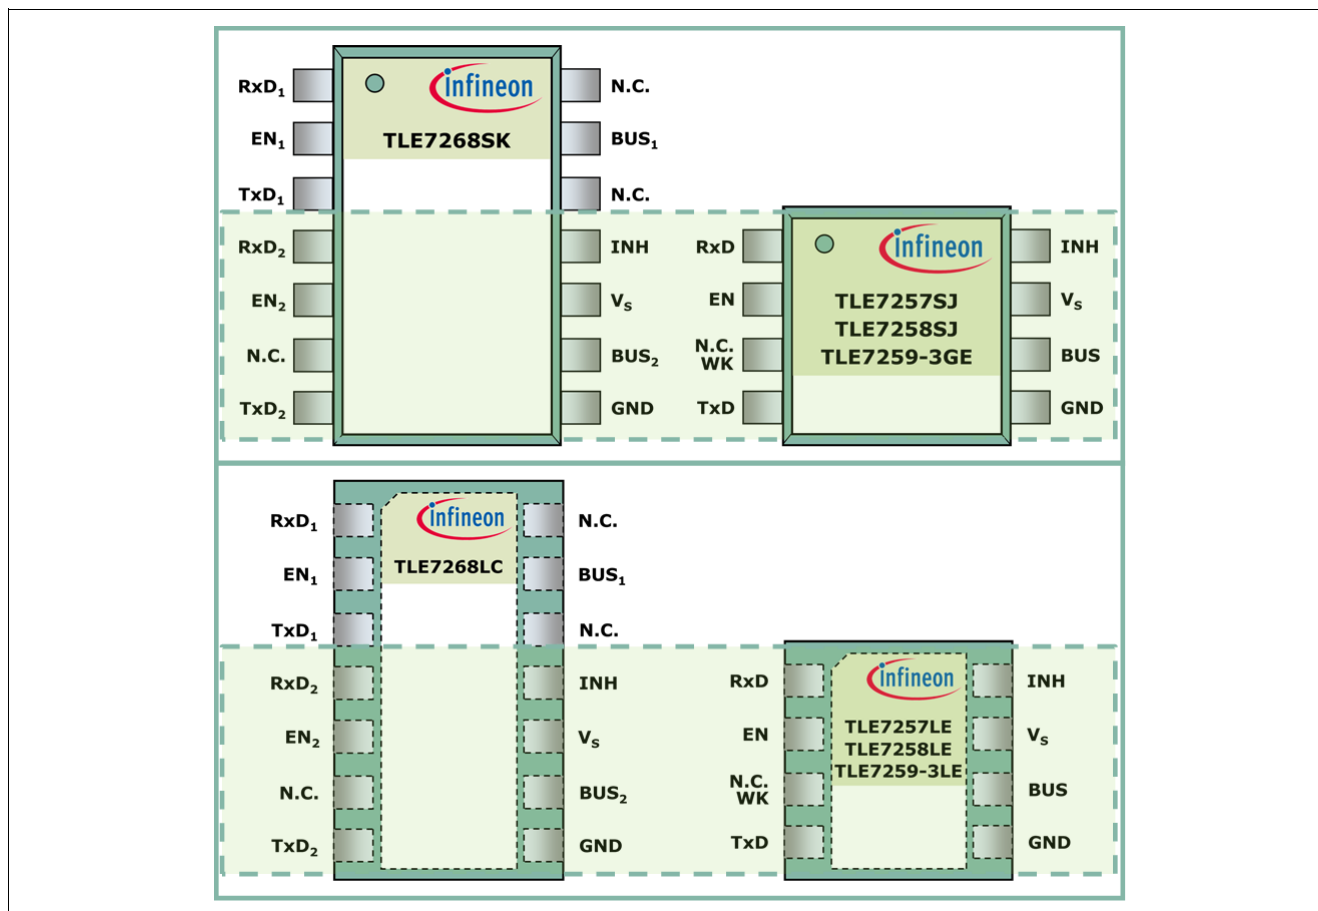 infineon
RxD1
N.C.
EN1
TLE7268SK
BUS1
TxD1
N.C.
RxD2
INH
RxD
infineon
INH
EN2
VS
EN
TLE7257SJ
VS
TLE7258SJ
N.C.
BUS2
N.C.
WK
TLE7259-3GE
BUS
TxD2
GND
TxD
GND
infineon
RxD1
N.C.
TLE7268LC
EN1
BUS1
TxD1
N.C.
RxD2
INH
RxD
infineon
INH
EN2
VS
EN
TLE7257LE
VS
TLE7258LE
TLE7259-3LE
N.C.
BUS2
N.C.
WK
BUS
TxD2
GND
TxD
GND